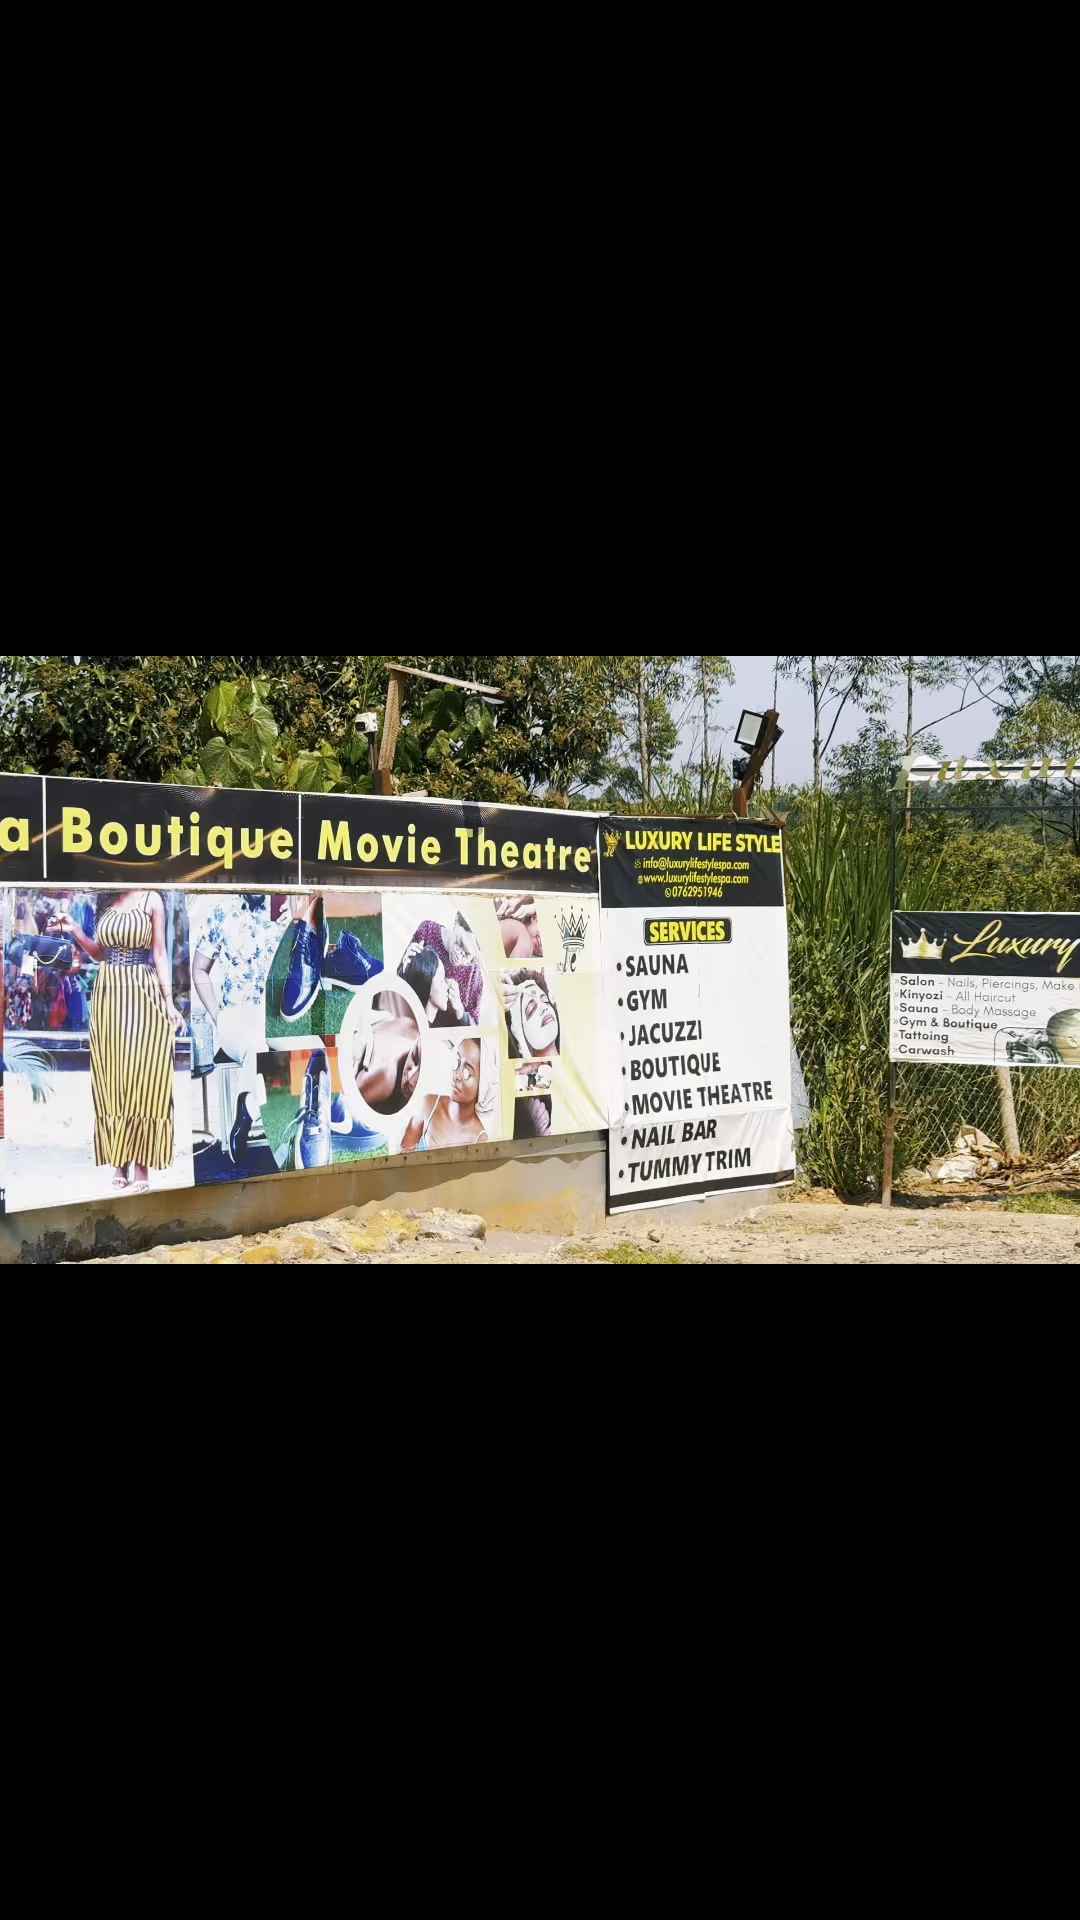 a Boutique Movie Theatre
LUXURY LIFE STYLE
info@luxurylifestylespa.com
www.luxurylifestylespa.com
0762951946
SERVICES
• SAUNA
• GYM
• JACUZZI
• BOUTIQUE
• MOVIE THEATRE
• NAIL BAR
• TUMMY TRIM
Luxury
Salon - Nails, Piercings, Make
Kinyozi - All Haircut
Sauna - Body Massage
Gym & Boutique
Tattoing
Carwash